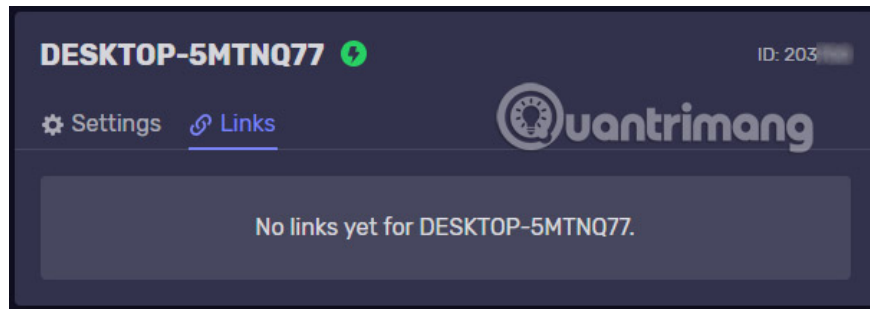 DESKTOP-5MTNQ77
ID: 203
Settings Links
Quantrimang
No links yet for DESKTOP-5MTNQ77.